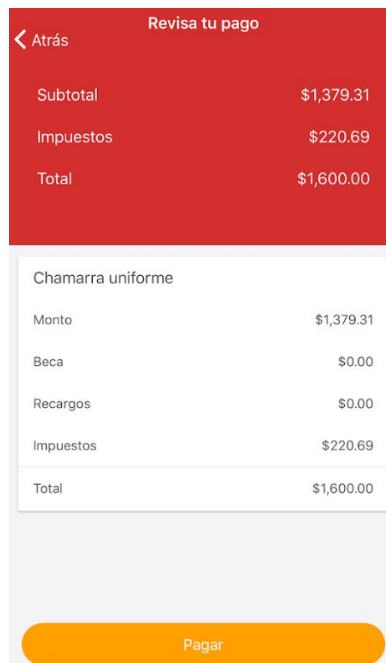 Revisa tu pago
Atrás
Subtotal $1,379.31
Impuestos $220.69
Total $1,600.00
Chamarra uniforme
Monto $1,379.31
Beca $0.00
Recargos $0.00
Impuestos $220.69
Total $1,600.00
Pagar